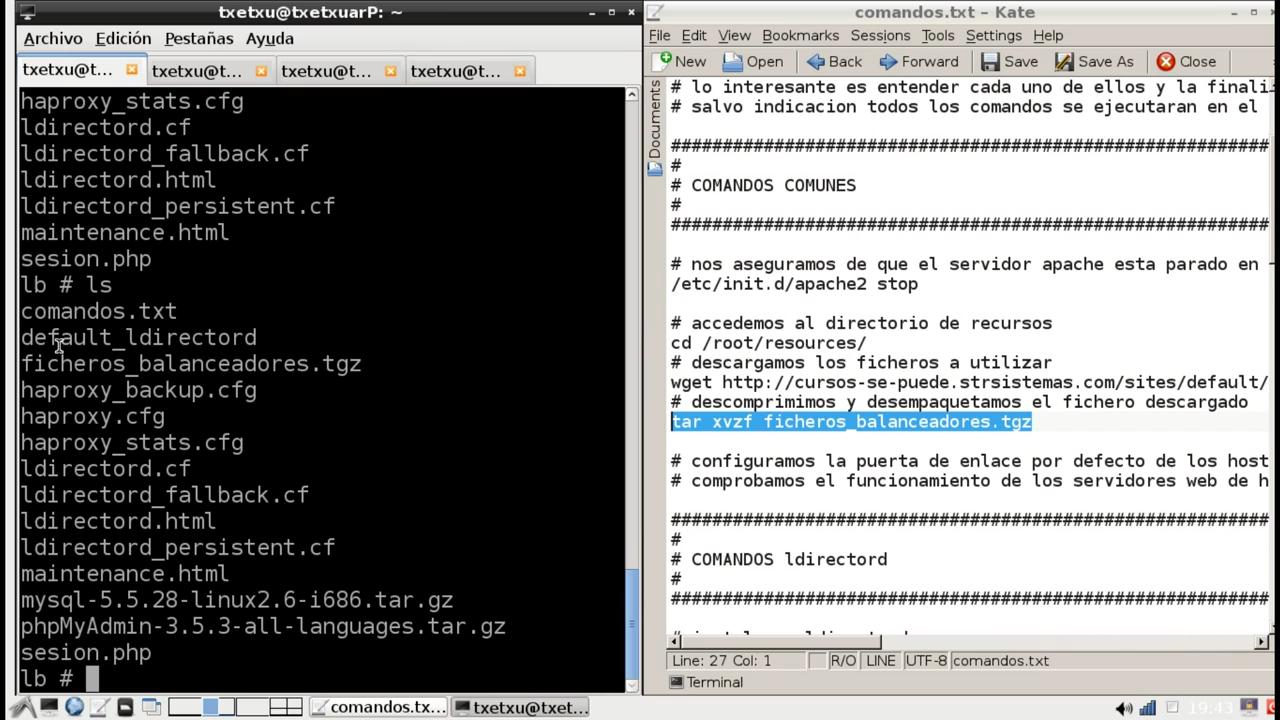 txetxu@txetxuarP: ~
Archivo Edición Pestañas Ayuda
txetxu@t... txetxu@t... txetxu@t... txetxu@t...
haproxy_stats.cfg
ldirectord.cf
ldirectord_fallback.cf
ldirectord.html
ldirectord_persistent.cf
maintenance.html
sesion.php
lb # ls
comandos.txt
default_ldirectord
ficheros_balanceadores.tgz
haproxy_backup.cfg
haproxy.cfg
haproxy_stats.cfg
ldirectord.cf
ldirectord_fallback.cf
ldirectord.html
ldirectord_persistent.cf
maintenance.html
mysql-5.5.28-linux2.6-i686.tar.gz
phpMyAdmin-3.5.3-all-languages.tar.gz
sesion.php
lb #
comandos.txt – Kate
File Edit View Bookmarks Sessions Tools Settings Help
New Open Back Forward Save Save As Close
Documents
# lo interesante es entender cada uno de ellos y la finali
# salvo indicacion todos los comandos se ejecutaran en el
##########################################################
#
# COMANDOS COMUNES
#
##########################################################
# nos aseguramos de que el servidor apache esta parado en
/etc/init.d/apache2 stop
# accedemos al directorio de recursos
cd /root/resources/
# descargamos los ficheros a utilizar
wget http://cursos-se-puede.strsistemas.com/sites/default/
# descomprimimos y desempaquetamos el fichero descargado
tar xvzf ficheros_balanceadores.tgz
# configuramos la puerta de enlace por defecto de los host
# comprobamos el funcionamiento de los servidores web de h
##########################################################
#
# COMANDOS ldirectord
#
##########################################################
Line: 27 Col: 1 R/O LINE UTF-8 comandos.txt
Terminal
comandos.tx... txetxu@t... 19:43